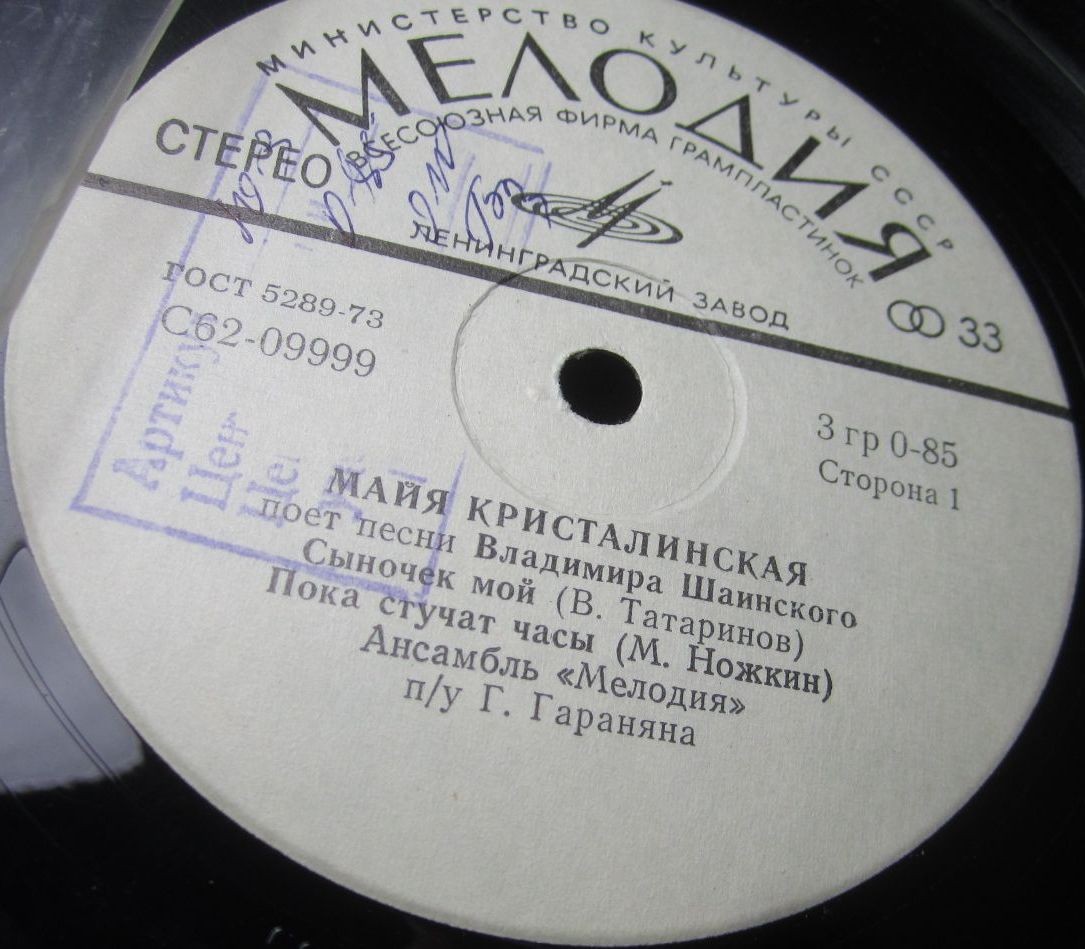 МИНИСТЕРСТВО КУЛЬТУРЫ СССР
МЕЛОДИЯ
ВСЕСОЮЗНАЯ ФИРМА ГРАМПЛАСТИНОК
СТЕРЕО
ЛЕНИНГРАДСКИЙ ЗАВОД
33
ГОСТ 5289-73
С62-09999
3 гр 0-85
Сторона 1
МАЙЯ КРИСТАЛИНСКАЯ
поет песни Владимира Шаинского
Сыночек мой (В. Татаринов)
Пока стучат часы (М. Ножкин)
Ансамбль «Мелодия»
п/у Г. Гараняна